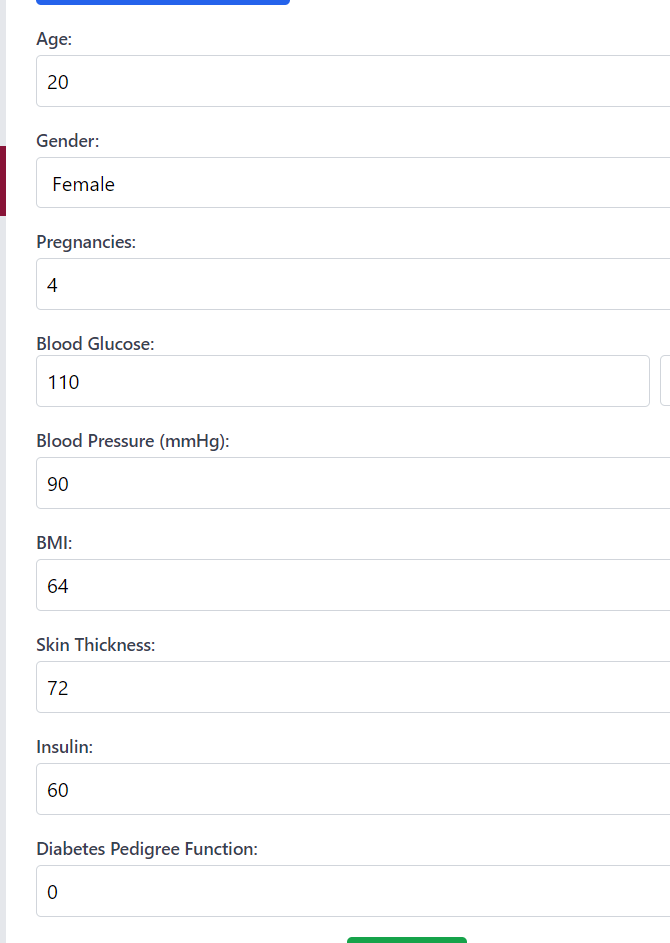 Age:
20
Gender:
Female
Pregnancies:
4
Blood Glucose:
110
Blood Pressure (mmHg):
90
BMI:
64
Skin Thickness:
72
Insulin:
60
Diabetes Pedigree Function:
0